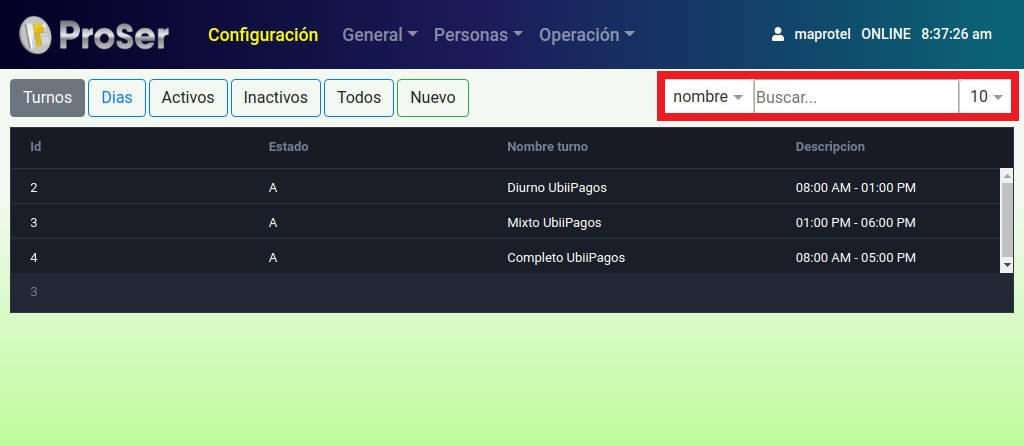 ProSer Configuración General Personas Operación maprotel ONLINE 8:37:26 am
Turnos Dias Activos Inactivos Todos Nuevo nombre Buscar... 10
Id Estado Nombre turno Descripcion
2 A Diurno UbiiPagos 08:00 AM - 01:00 PM
3 A Mixto UbiiPagos 01:00 PM - 06:00 PM
4 A Completo UbiiPagos 08:00 AM - 05:00 PM
3